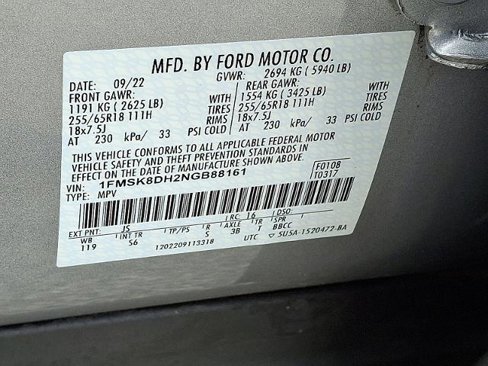 MFD. BY FORD MOTOR CO.
DATE: 09/22 GVWR: 2694 KG ( 5940 LB)
FRONT GAWR: REAR GAWR:
1191 KG ( 2625 LB) WITH 1554 KG ( 3425 LB) WITH
255/65R18 111H TIRES 255/65R18 111H TIRES
18x7.5J RIMS 18x7.5J RIMS
AT 230 kPa/ 33 PSI COLD AT 230 kPa/ 33 PSI COLD
THIS VEHICLE CONFORMS TO ALL APPLICABLE FEDERAL MOTOR
VEHICLE SAFETY AND THEFT PREVENTION STANDARDS IN EFFECT ON THE
DATE OF MANUFACTURE SHOWN ABOVE.
VIN: 1FMSK8DH2NGB88161 F0108
TYPE: MPV T0317
EXT PNT: JS RC: 16 DSO:
WB INT TR TP/PS R AXLE TR SPR
119 S6 S 3B T BBCC
1202209113318 UTC ▽ SU5A-1520472-BA